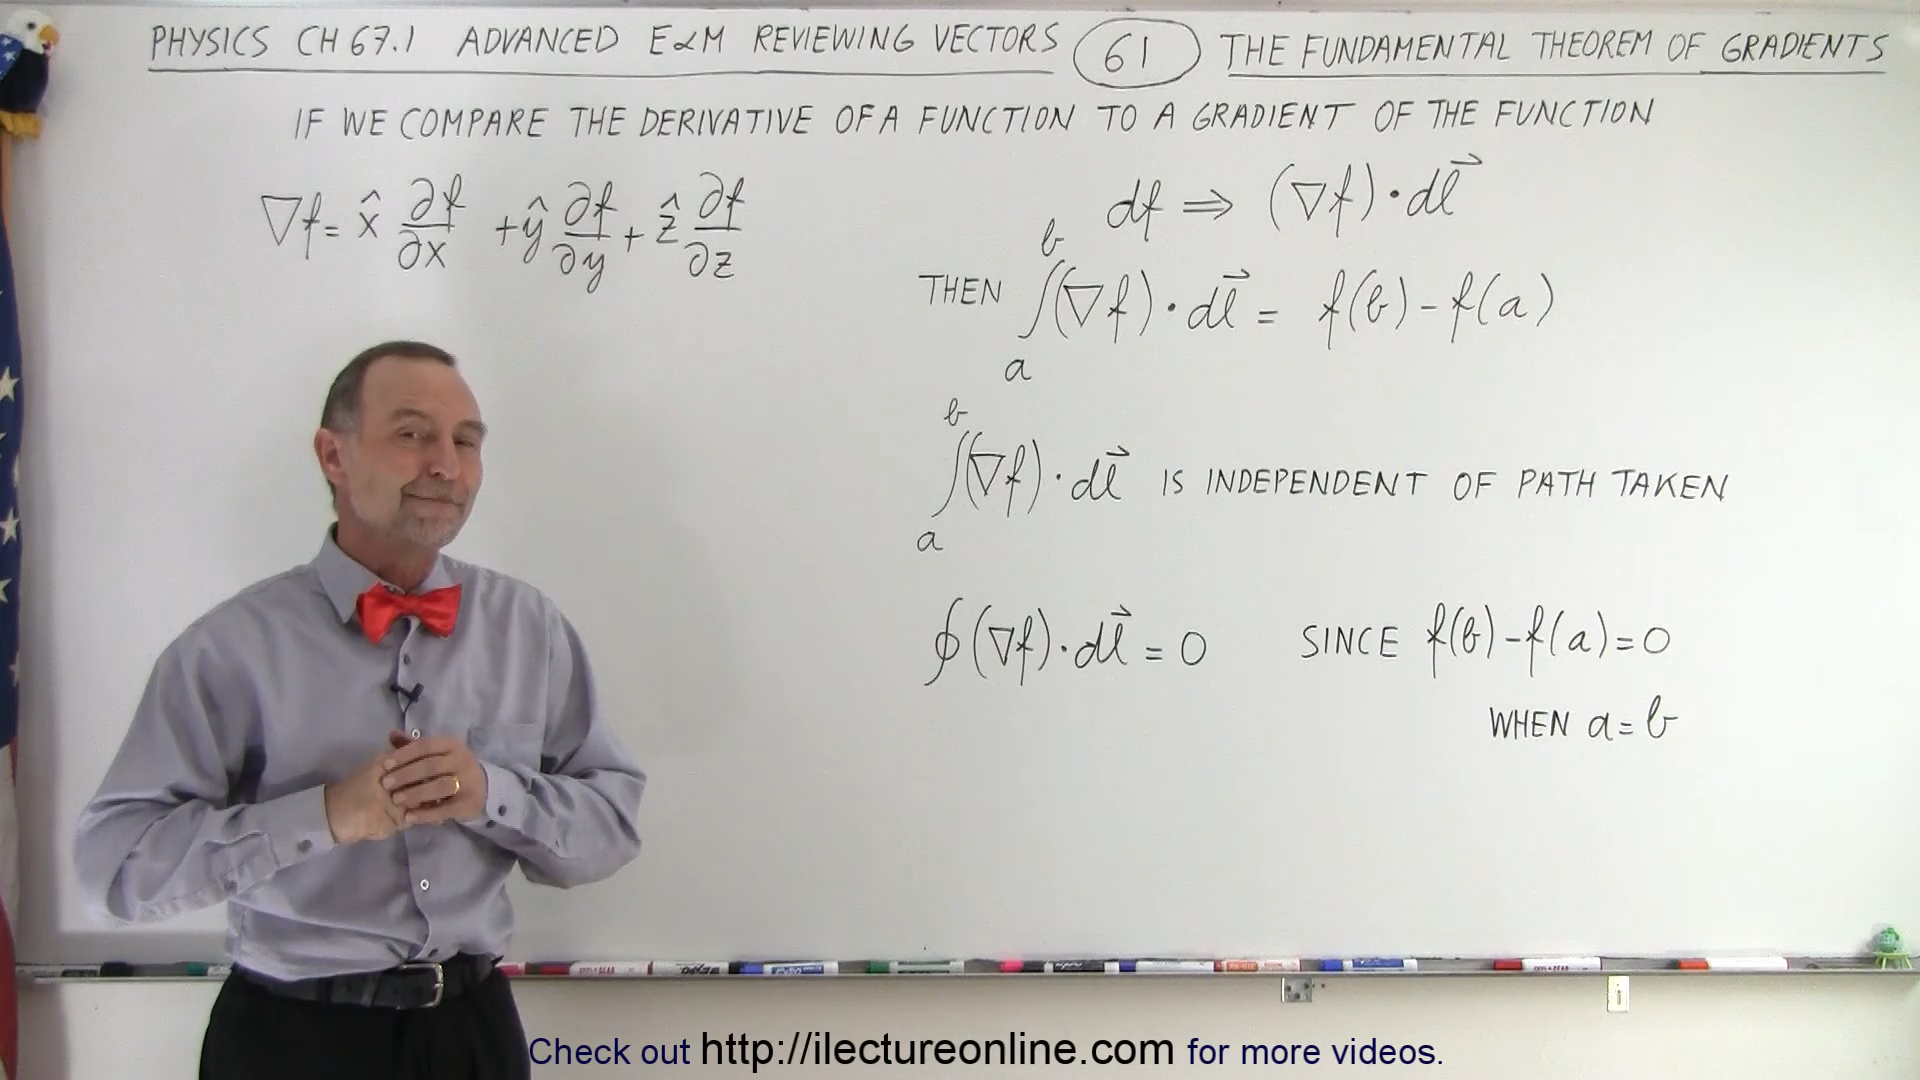 PHYSICS CH 67.1 ADVANCED E&M REVIEWING VECTORS 61 THE FUNDAMENTAL THEOREM OF GRADIENTS
IF WE COMPARE THE DERIVATIVE OF A FUNCTION TO A GRADIENT OF THE FUNCTION
∇f = x̂ ∂f/∂x + ŷ ∂f/∂y + ẑ ∂f/∂z
df ⇒ (∇f)·dl⃗
THEN ∫ₐᵇ (∇f)·dl⃗ = f(b) - f(a)
∫ₐᵇ (∇f)·dl⃗ IS INDEPENDENT OF PATH TAKEN
∮(∇f)·dl⃗ = 0 SINCE f(b) - f(a) = 0
WHEN a = b
Check out http://ilectureonline.com for more videos.